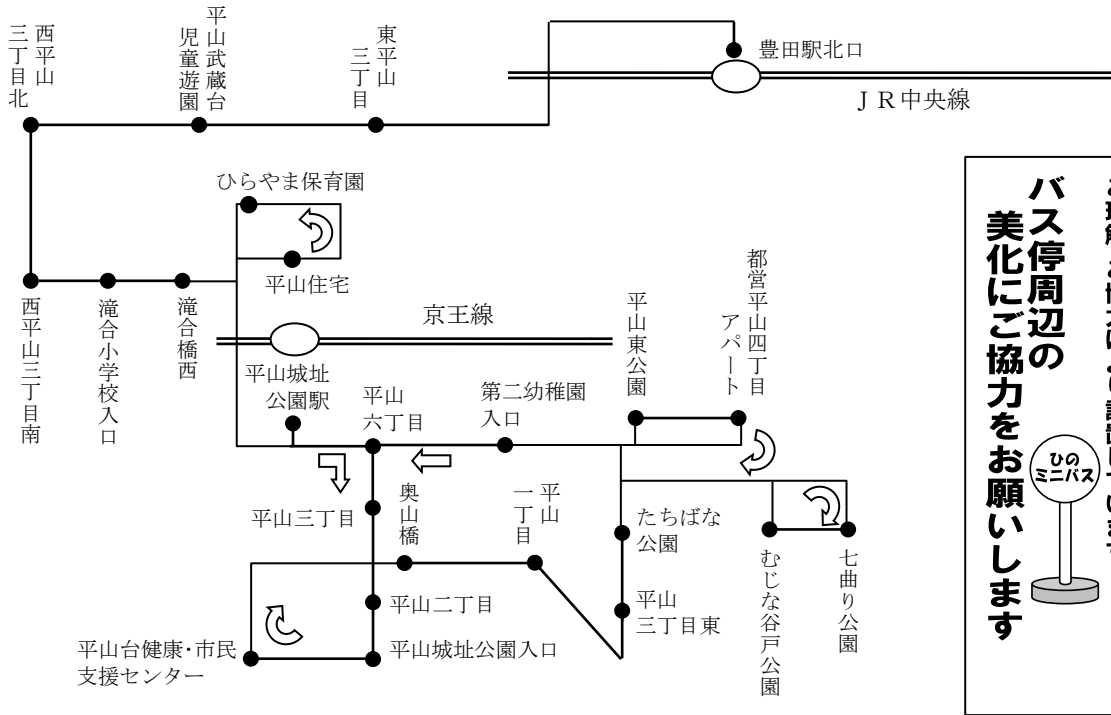 豊田駅北口
ＪＲ中央線
東平山
三丁目
平山武蔵台
児童遊園
西平山
三丁目北
ひらやま保育園
平山住宅
西平山三丁目南
滝合小学校入口
滝合橋西
京王線
平山城址
公園駅
平山
六丁目
第二幼稚園
入口
平山東公園
都営平山四丁目
アパート
平山三丁目
奥山橋
平山
一丁目
たちばな
公園
むじな谷戸公園
七曲り公園
平山二丁目
平山
三丁目東
平山台健康・市民
支援センター
平山城址公園入口
バス停周辺の
美化にご協力をお願いします
ひの
ミニバス